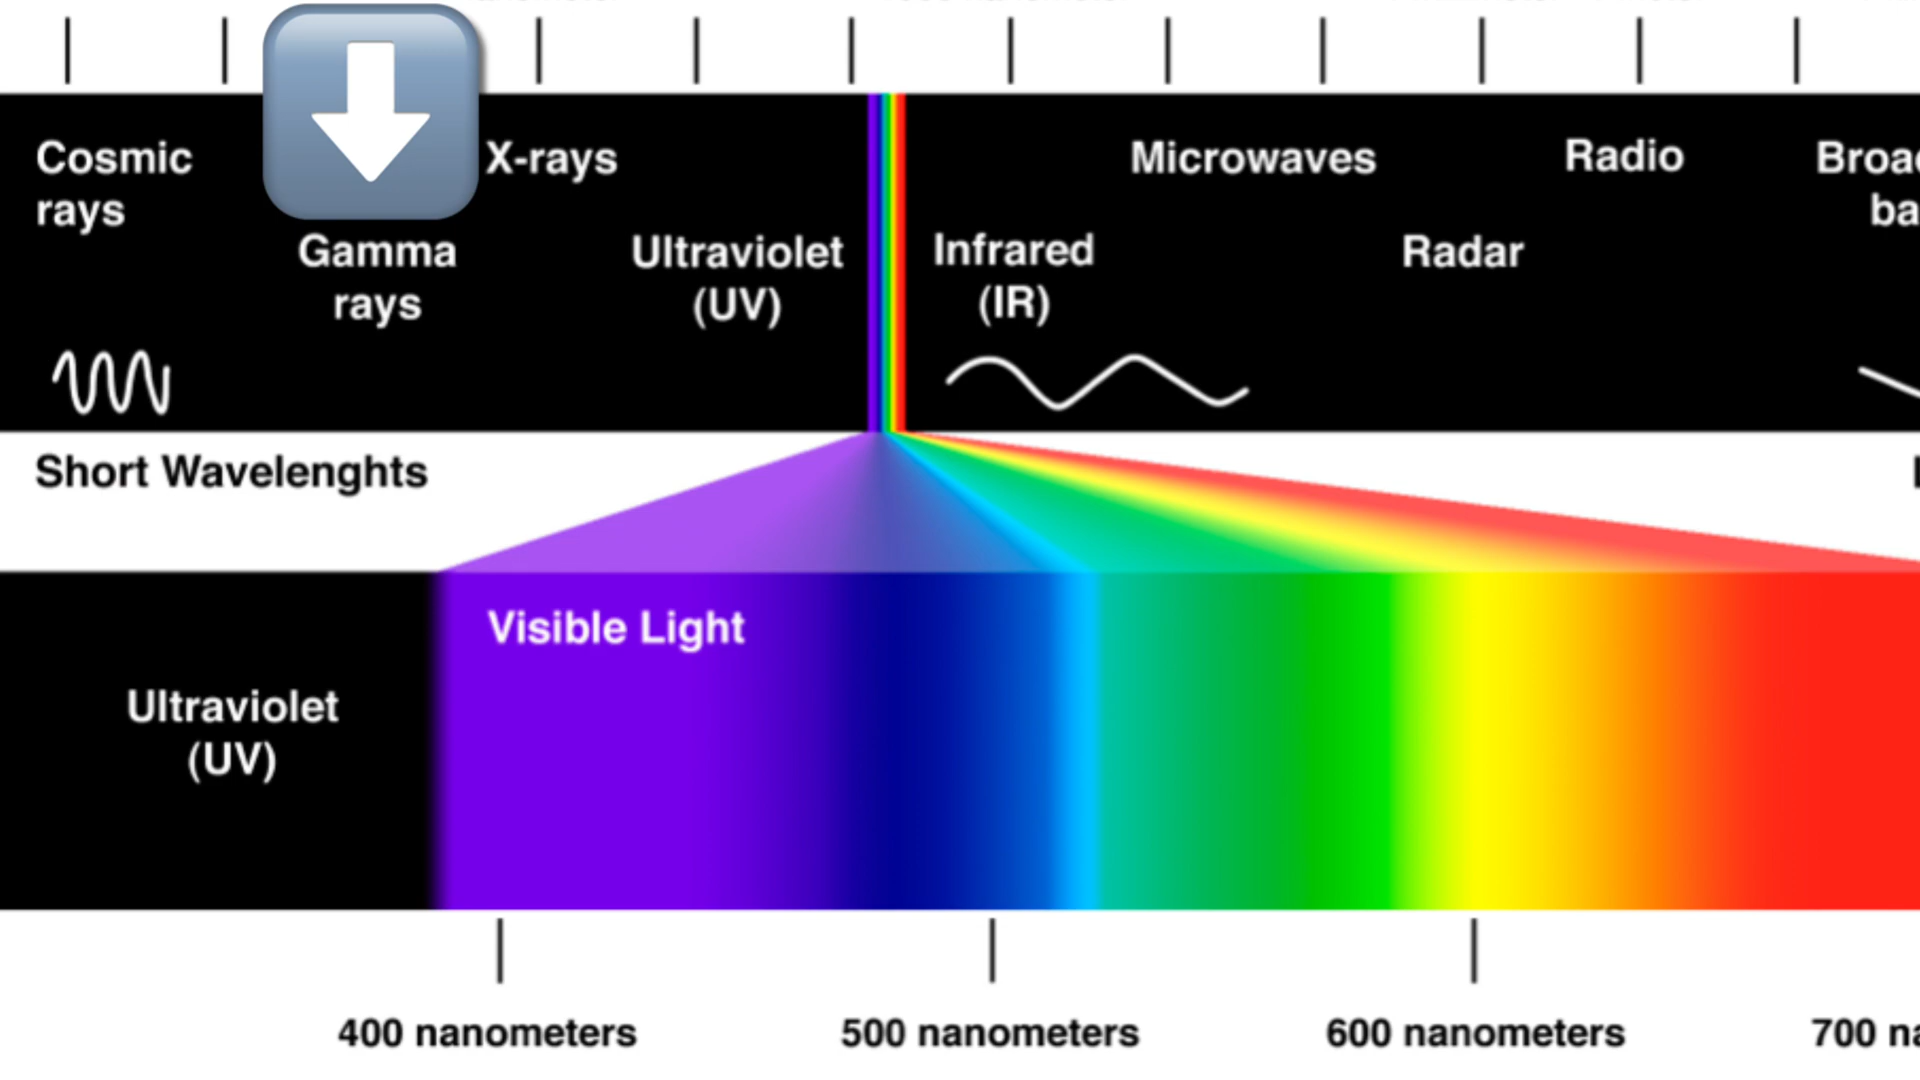 Cosmic
rays
Gamma
rays
X-rays
Ultraviolet
(UV)
Infrared
(IR)
Microwaves
Radar
Radio
Short Wavelenghts
Visible Light
Ultraviolet
(UV)
400 nanometers
500 nanometers
600 nanometers
700